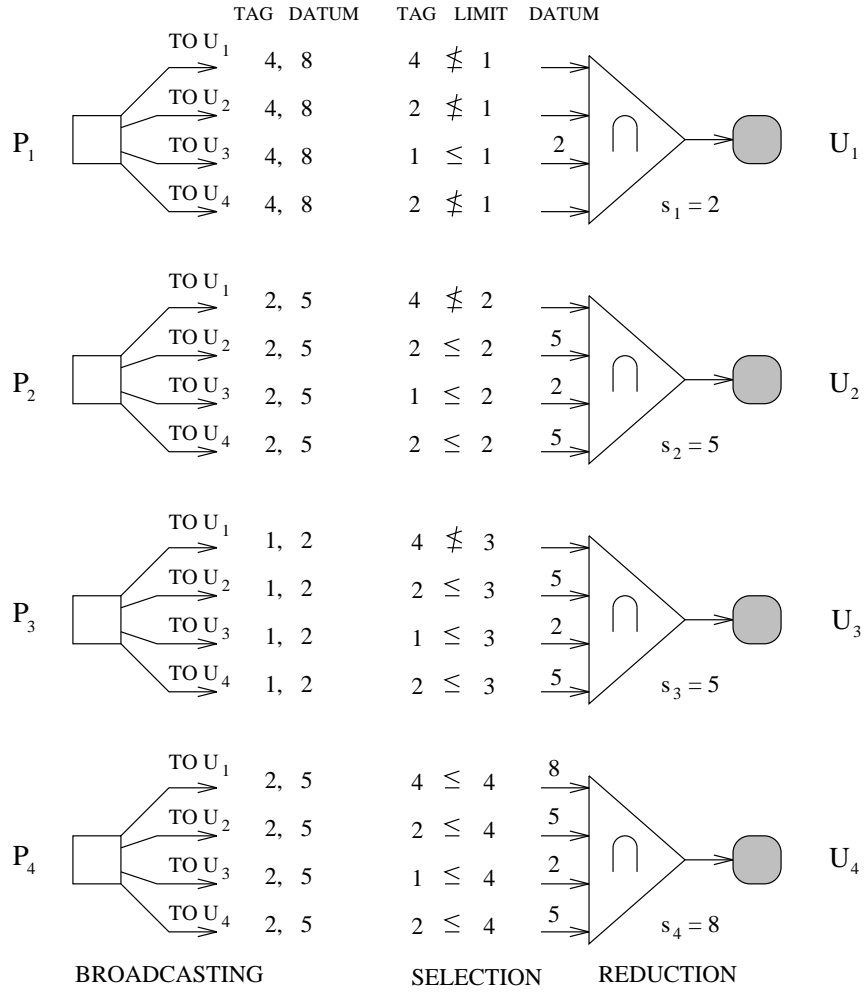 TAG DATUM TAG LIMIT DATUM
TO U₁ 4, 8 4 ≰ 1
TO U₂ 4, 8 2 ≰ 1
P₁ TO U₃ 4, 8 1 ≤ 1 2 ⋂ U₁
TO U₄ 4, 8 2 ≰ 1 s₁ = 2
TO U₁ 2, 5 4 ≰ 2
TO U₂ 2, 5 2 ≤ 2 5
P₂ TO U₃ 2, 5 1 ≤ 2 2 ⋂ U₂
TO U₄ 2, 5 2 ≤ 2 5 s₂ = 5
TO U₁ 1, 2 4 ≰ 3
TO U₂ 1, 2 2 ≤ 3 5
P₃ TO U₃ 1, 2 1 ≤ 3 2 ⋂ U₃
TO U₄ 1, 2 2 ≤ 3 5 s₃ = 5
TO U₁ 2, 5 4 ≤ 4 8
TO U₂ 2, 5 2 ≤ 4 5
P₄ TO U₃ 2, 5 1 ≤ 4 2 ⋂ U₄
TO U₄ 2, 5 2 ≤ 4 5 s₄ = 8
BROADCASTING SELECTION REDUCTION